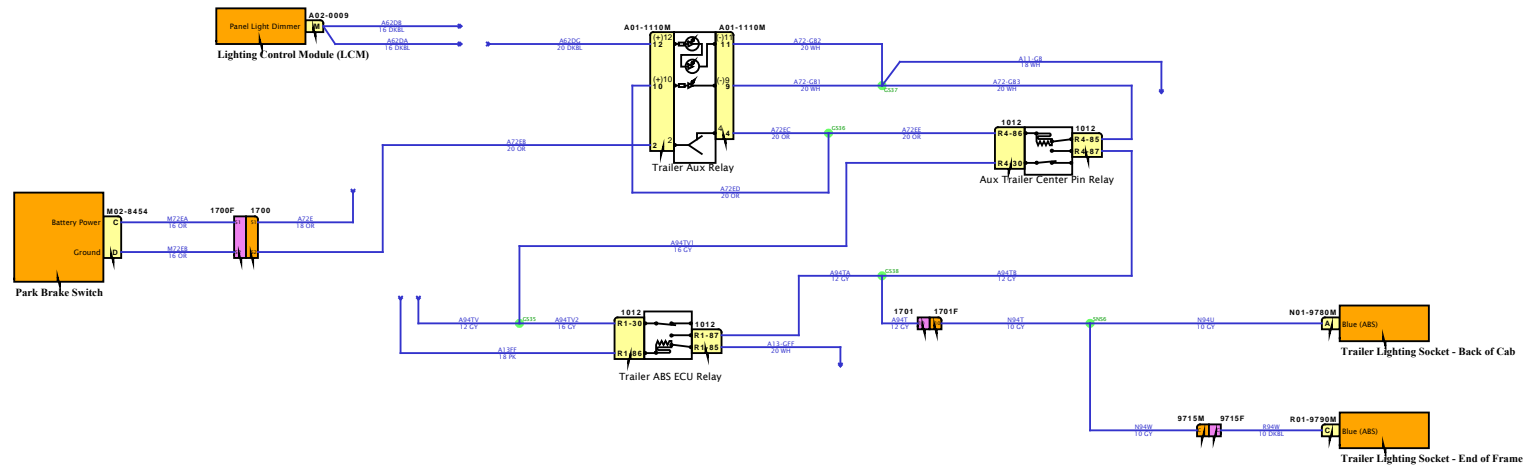 A02-0009
Panel Light Dimmer
M
A62DB
16 DKBL
A62DA
16 DKBL
Lighting Control Module (LCM)
A62DG
20 DKBL
A01-1110M
A01-1110M
(+)12
12
(-)11
11
(+)10
10
(-)9
9
4
4
2
2
Trailer Aux Relay
A72-G82
20 WH
A11-G8
18 WH
A72-G81
20 WH
GS37
A72-G83
20 WH
A72EC
20 OR
GS36
A72EE
20 OR
1012
R4-86
R4-30
1012
R4-85
R4-87
Aux Trailer Center Pin Relay
A72EB
20 OR
A72ED
20 OR
Battery Power
Ground
M02-8454
C
D
Park Brake Switch
M72EA
16 OR
M72EB
16 OR
1700F
1700
A72E
18 OR
A94TV1
16 GY
A94TA
12 GY
GS38
A94TB
12 GY
A94TV
12 GY
GS35
A94TV2
16 GY
A13FF
18 PK
1012
R1-30
R1-86
1012
R1-87
R1-85
Trailer ABS ECU Relay
A13-GFF
20 WH
1701
1701F
A94T
12 GY
N94T
10 GY
SNS6
N94U
10 GY
N01-9780M
A
Blue (ABS)
Trailer Lighting Socket - Back of Cab
N94W
10 GY
9715M
9715F
R94W
10 DKBL
R01-9790M
C
Blue (ABS)
Trailer Lighting Socket - End of Frame